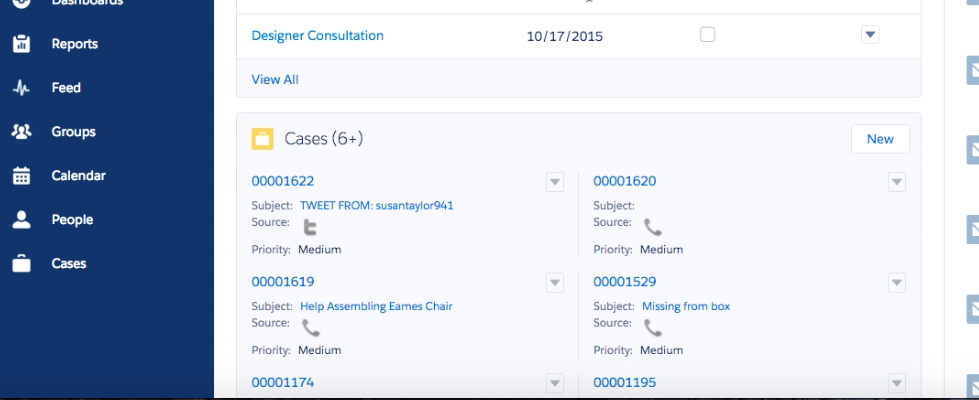 Dashboards
Reports
Feed
Groups
Calendar
People
Cases
Designer Consultation 10/17/2015
View All
Cases (6+) New
00001622
Subject: TWEET FROM: susantaylor941
Source:
Priority: Medium
00001620
Subject:
Source:
Priority: Medium
00001619
Subject: Help Assembling Eames Chair
Source:
Priority: Medium
00001529
Subject: Missing from box
Source:
Priority: Medium
00001174
00001195